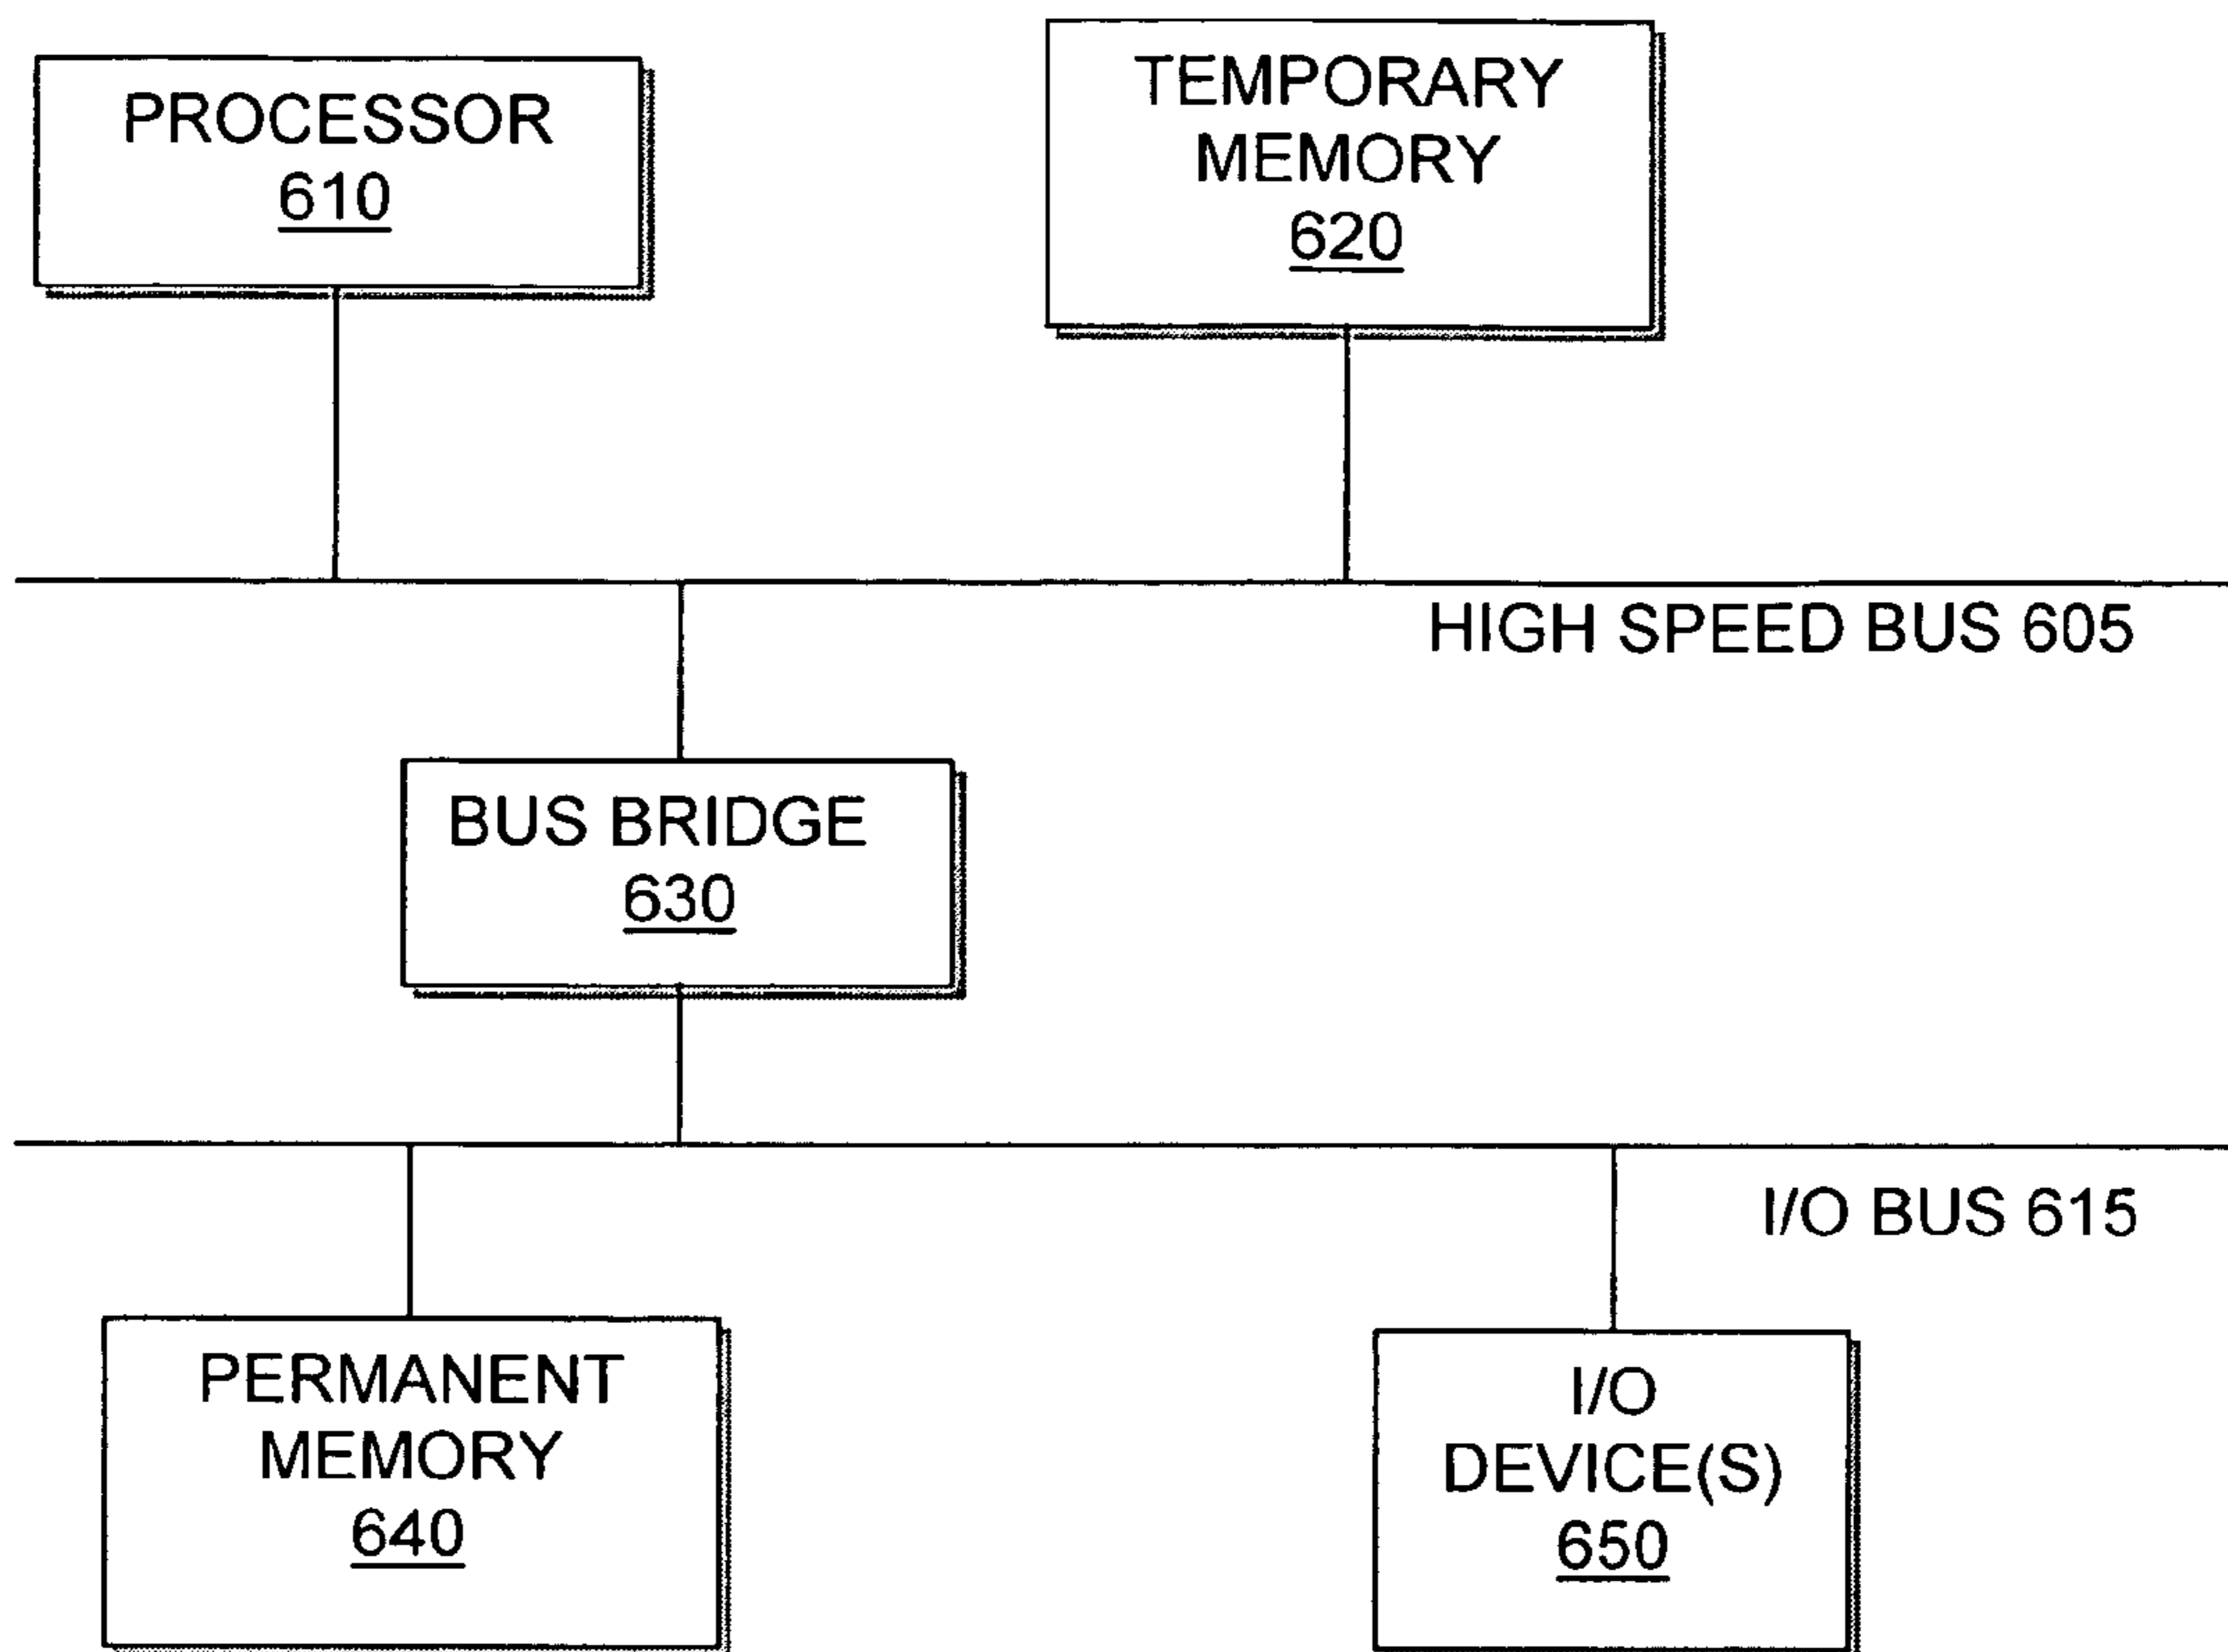 PROCESSOR
610
TEMPORARY
MEMORY
620
HIGH SPEED BUS 605
BUS BRIDGE
630
I/O BUS 615
PERMANENT
MEMORY
640
I/O
DEVICE(S)
650